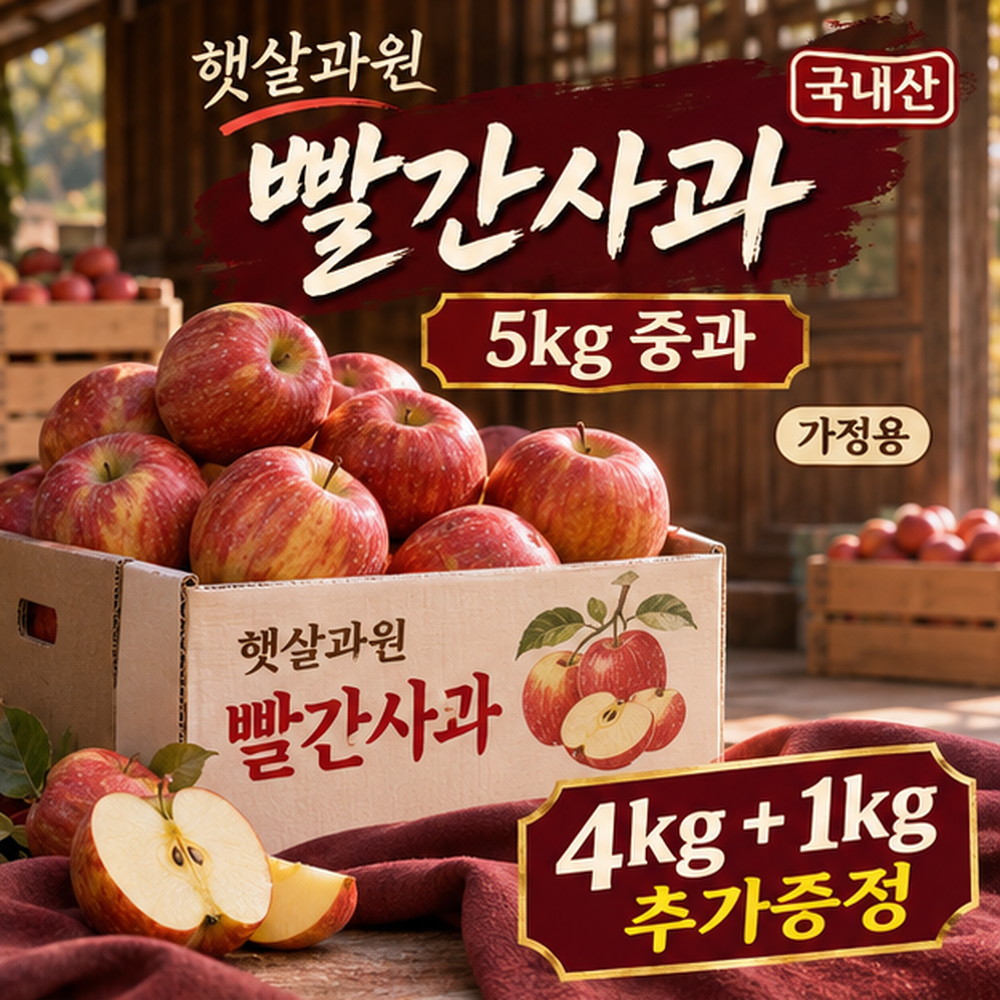 햇살과원
국내산
빨간사과
5kg 중과
가정용
햇살과원
빨간사과
4kg + 1kg
추가증정